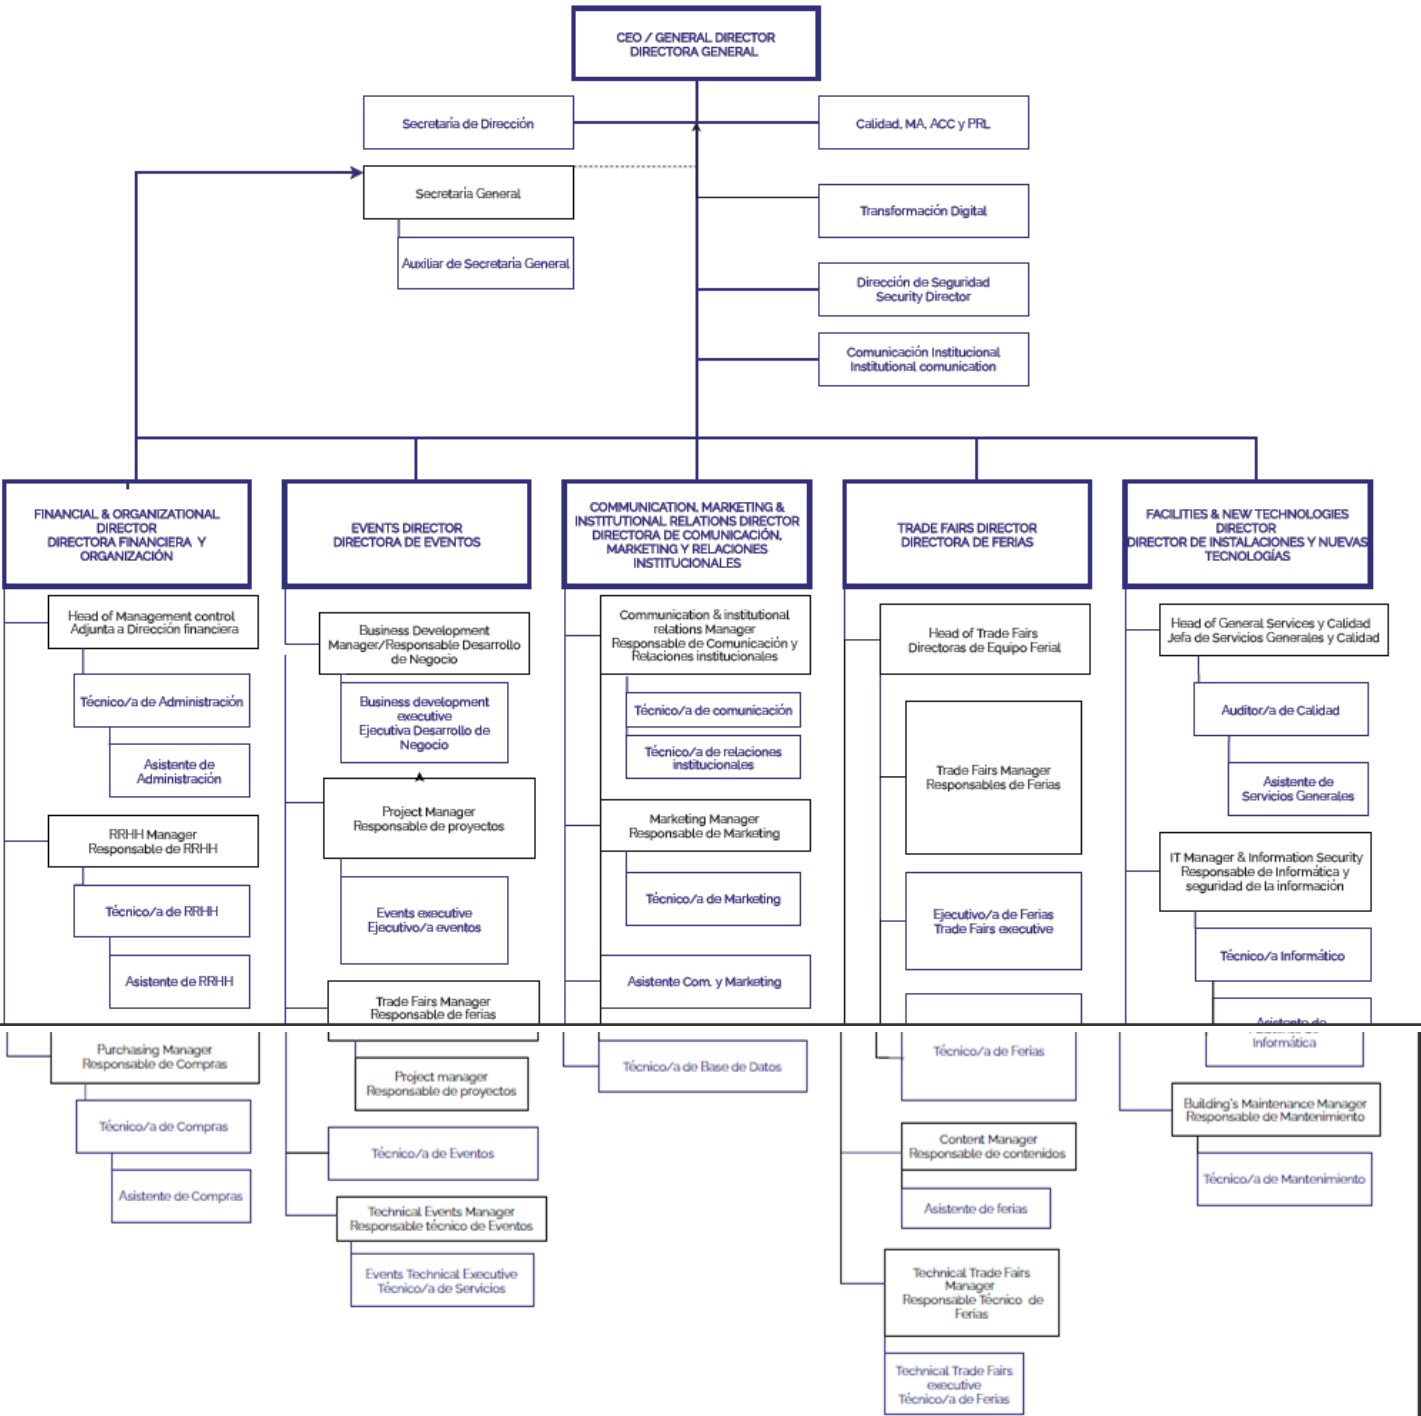 CEO / GENERAL DIRECTOR
DIRECTORA GENERAL
Secretaría de Dirección
Calidad, MA, ACC y PRL
Secretaría General
Transformación Digital
Auxiliar de Secretaría General
Dirección de Seguridad
Security Director
Comunicación Institucional
Institutional comunication
FINANCIAL & ORGANIZATIONAL
DIRECTOR
DIRECTORA FINANCIERA Y
ORGANIZACIÓN
Head of Management control
Adjunta a Dirección financiera
Técnico/a de Administración
Asistente de
Administración
RRHH Manager
Responsable de RRHH
Técnico/a de RRHH
Asistente de RRHH
Purchasing Manager
Responsable de Compras
Técnico/a de Compras
Asistente de Compras
EVENTS DIRECTOR
DIRECTORA DE EVENTOS
Business Development
Manager/Responsable Desarrollo
de Negocio
Business development
executive
Ejecutiva Desarrollo de
Negocio
Project Manager
Responsable de proyectos
Events executive
Ejecutivo/a eventos
Trade Fairs Manager
Responsable de ferias
Project manager
Responsable de proyectos
Técnico/a de Eventos
Technical Events Manager
Responsable técnico de Eventos
Events Technical Executive
Técnico/a de Servicios
COMMUNICATION, MARKETING &
INSTITUTIONAL RELATIONS DIRECTOR
DIRECTORA DE COMUNICACIÓN,
MARKETING Y RELACIONES
INSTITUCIONALES
Communication & institutional
relations Manager
Responsable de Comunicación y
Relaciones institucionales
Técnico/a de comunicación
Técnico/a de relaciones
institucionales
Marketing Manager
Responsable de Marketing
Técnico/a de Marketing
Asistente Com. y Marketing
Técnico/a de Base de Datos
TRADE FAIRS DIRECTOR
DIRECTORA DE FERIAS
Head of Trade Fairs
Directoras de Equipo Ferial
Trade Fairs Manager
Responsables de Ferias
Ejecutivo/a de Ferias
Trade Fairs executive
Técnico/a de Ferias
Content Manager
Responsable de contenidos
Asistente de ferias
Technical Trade Fairs
Manager
Responsable Técnico de
Ferias
Technical Trade Fairs
executive
Técnico/a de Ferias
FACILITIES & NEW TECHNOLOGIES
DIRECTOR
DIRECTOR DE INSTALACIONES Y NUEVAS
TECNOLOGÍAS
Head of General Services y Calidad
Jefa de Servicios Generales y Calidad
Auditor/a de Calidad
Asistente de
Servicios Generales
IT Manager & Information Security
Responsable de Informática y
seguridad de la información
Técnico/a Informático
Asistente de
Informática
Building's Maintenance Manager
Responsable de Mantenimiento
Técnico/a de Mantenimiento